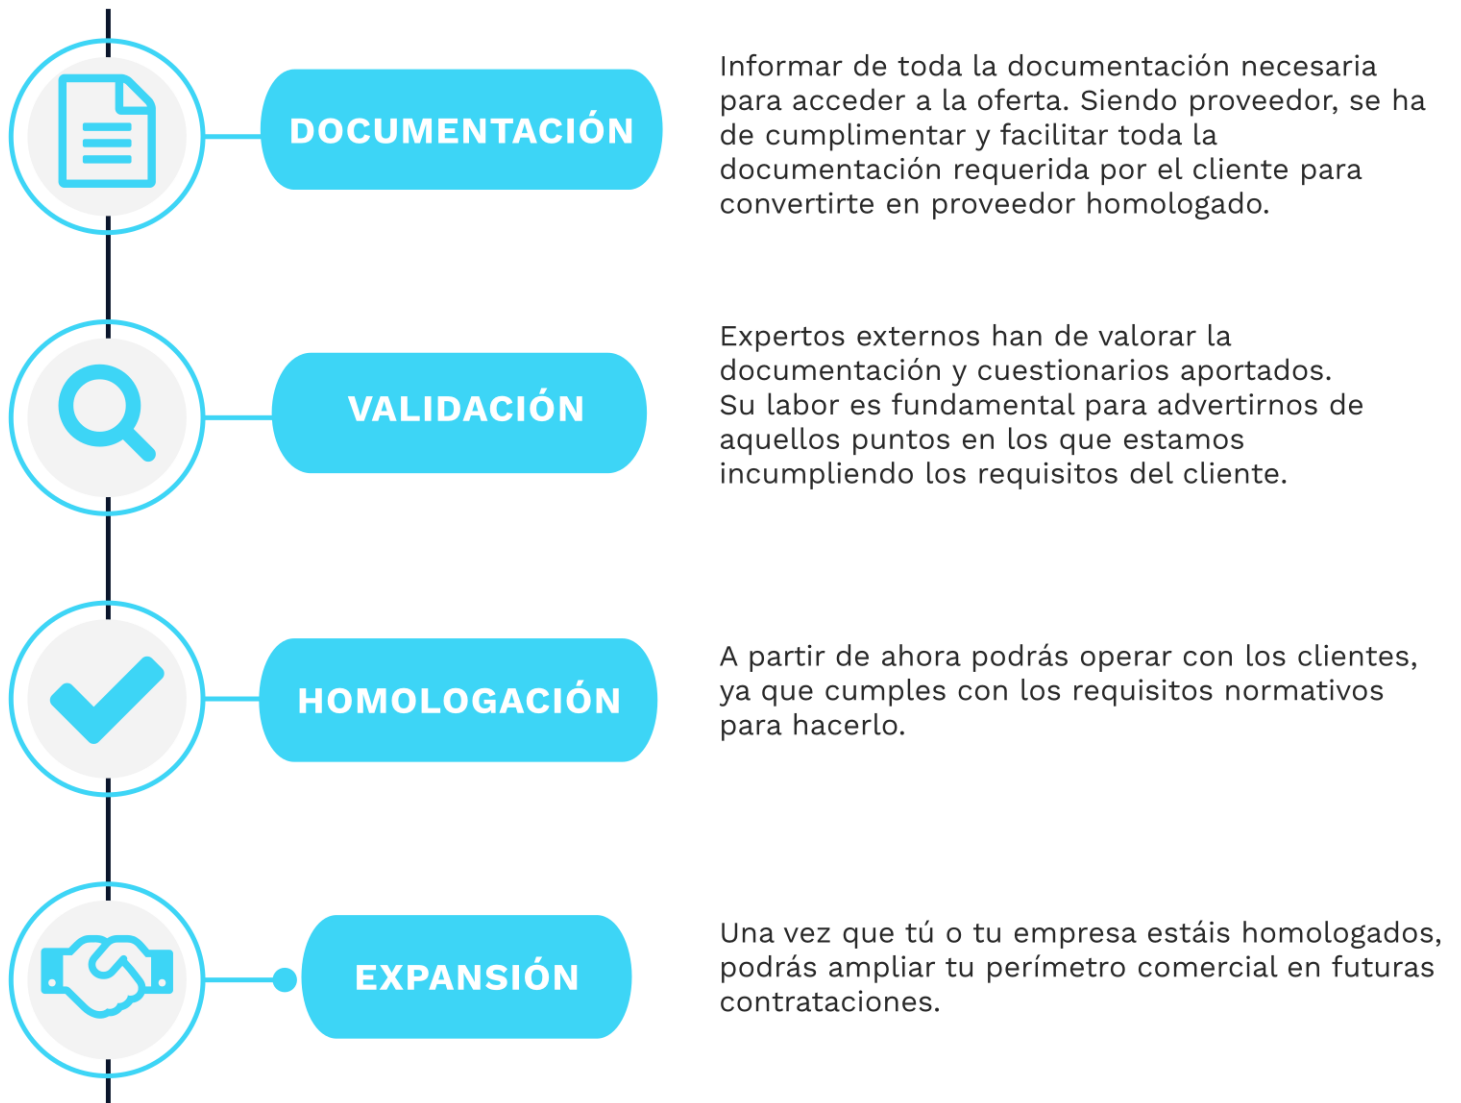 DOCUMENTACIÓN
Informar de toda la documentación necesaria
para acceder a la oferta. Siendo proveedor, se ha
de cumplimentar y facilitar toda la
documentación requerida por el cliente para
convertirte en proveedor homologado.
VALIDACIÓN
Expertos externos han de valorar la
documentación y cuestionarios aportados.
Su labor es fundamental para advertirnos de
aquellos puntos en los que estamos
incumpliendo los requisitos del cliente.
HOMOLOGACIÓN
A partir de ahora podrás operar con los clientes,
ya que cumples con los requisitos normativos
para hacerlo.
EXPANSIÓN
Una vez que tú o tu empresa estáis homologados,
podrás ampliar tu perímetro comercial en futuras
contrataciones.